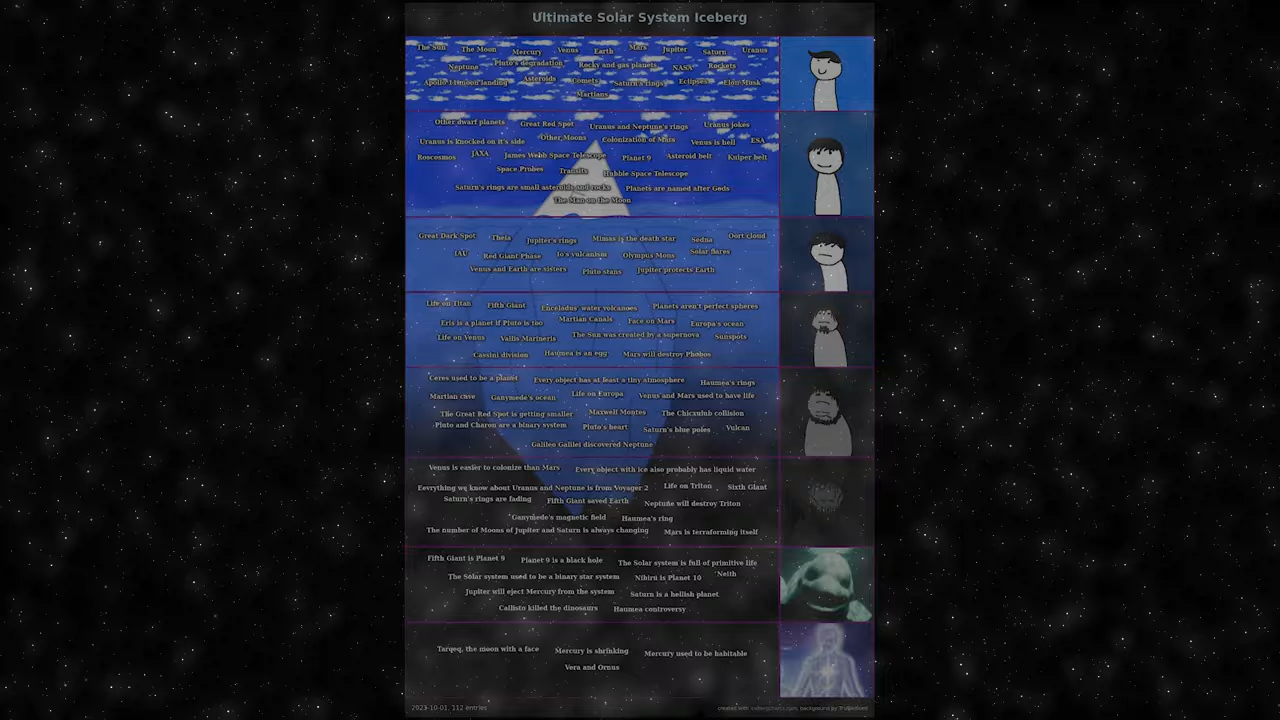 Ultimate Solar System Iceberg
The Sun The Moon Mercury Venus Earth Mars Jupiter Saturn Uranus
Neptune Pluto's degradation Rocky and gas planets NASA Rockets
Apollo 11 moon landing Asteroids Comets Saturn's rings Eclipses Elon Musk
Martians
Other dwarf planets Great Red Spot Uranus and Neptune's rings Uranus jokes
Uranus is knocked on it's side Other Moons Colonization of Mars Venus is hell ESA
Roscosmos JAXA James Webb Space Telescope Planet 9 Asteroid belt Kuiper belt
Space Probes Transits Hubble Space Telescope
Saturn's rings are small asteroids and rocks Planets are named after Gods
The Man on the Moon
Great Dark Spot Theia Jupiter's rings Mimas is the death star Sedna Oort cloud
IAU Red Giant Phase Io's vulcanism Olympus Mons Solar flares
Venus and Earth are sisters Pluto stans Jupiter protects Earth
Life on Titan Fifth Giant Enceladus' water volcanoes Planets aren't perfect spheres
Eris is a planet if Pluto is too Martian Canals Face on Mars Europa's ocean
Life on Venus Vallis Marineris The Sun was created by a supernova Sunspots
Cassini division Haumea is an egg Mars will destroy Phobos
Ceres used to be a planet Every object has at least a tiny atmosphere Haumea's rings
Martian cave Ganymede's ocean Life on Europa Venus and Mars used to have life
The Great Red Spot is getting smaller Maxwell Montes The Chicxulub collision
Pluto and Charon are a binary system Pluto's heart Saturn's blue poles Vulcan
Galileo Galilei discovered Neptune
Venus is easier to colonize than Mars Every object with ice also probably has liquid water
Eevrything we know about Uranus and Neptune is from Voyager 2 Life on Triton Sixth Giant
Saturn's rings are fading Fifth Giant saved Earth Neptune will destroy Triton
Ganymede's magnetic field Haumea's ring
The number of Moons of Jupiter and Saturn is always changing Mars is terraforming itself
Fifth Giant is Planet 9 Planet 9 is a black hole The Solar system is full of primitive life
The Solar system used to be a binary star system Nihiru is Planet 10 Neith
Jupiter will eject Mercury from the system Saturn is a hellish planet
Callisto killed the dinosaurs Haumea controversy
Tarqeq, the moon with a face Mercury is shrinking Mercury used to be habitable
Vera and Ornus
2023-10-01, 112 entries created with icebergcharts.com, background by